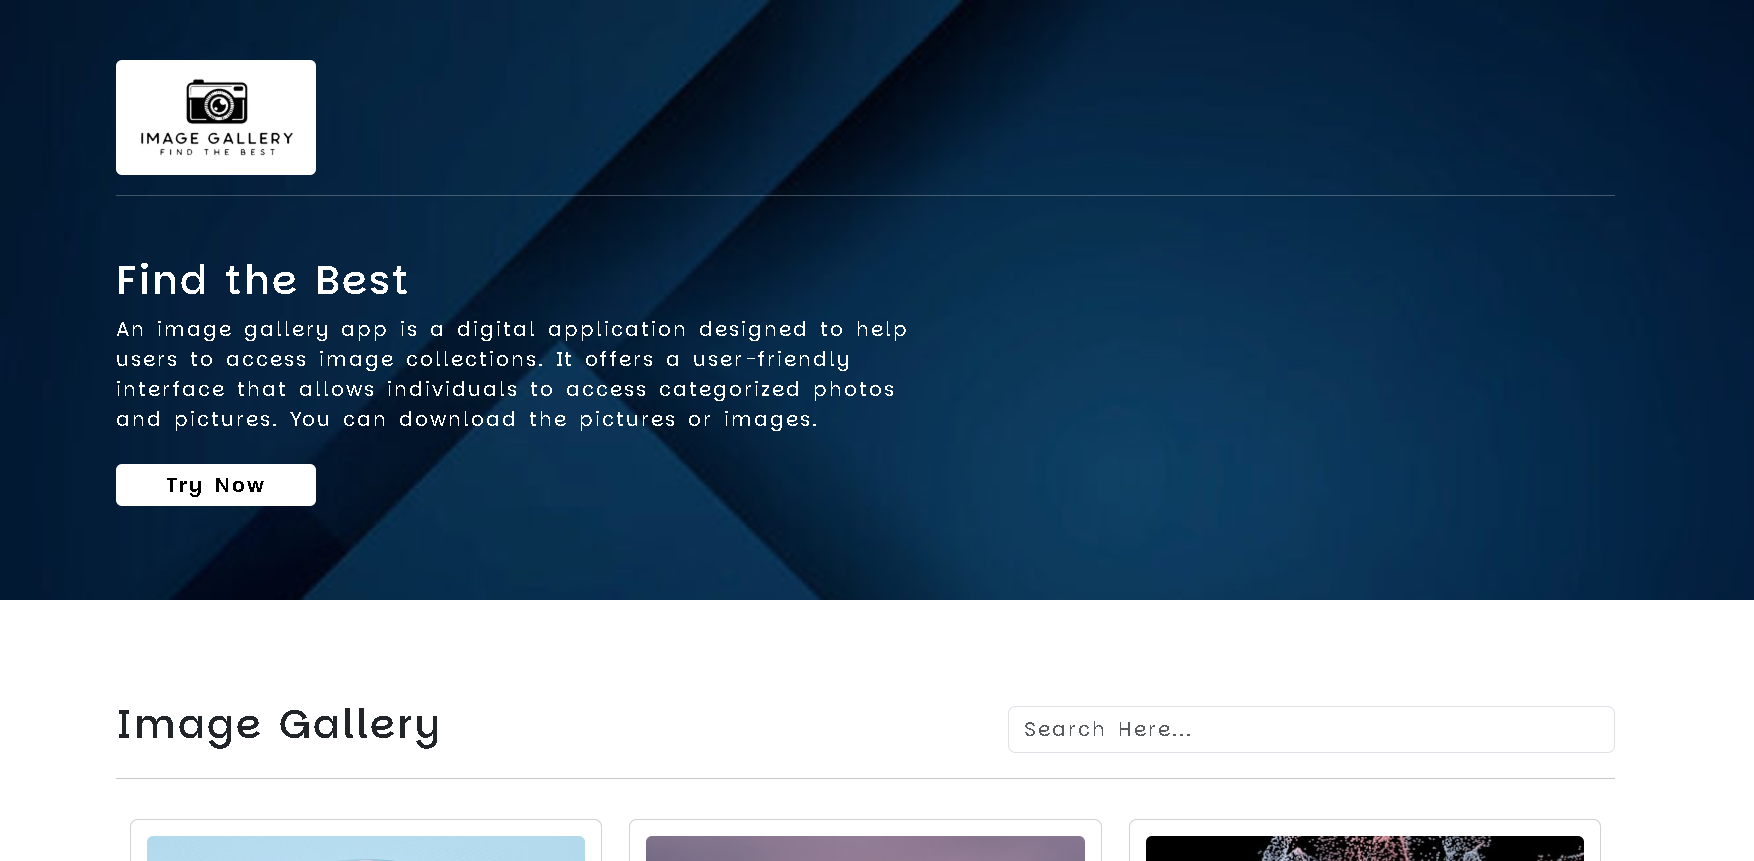 IMAGE GALLERY
FIND THE BEST
Find the Best
An image gallery app is a digital application designed to help
users to access image collections. It offers a user-friendly
interface that allows individuals to access categorized photos
and pictures. You can download the pictures or images.
Try Now
Image Gallery
Search Here...